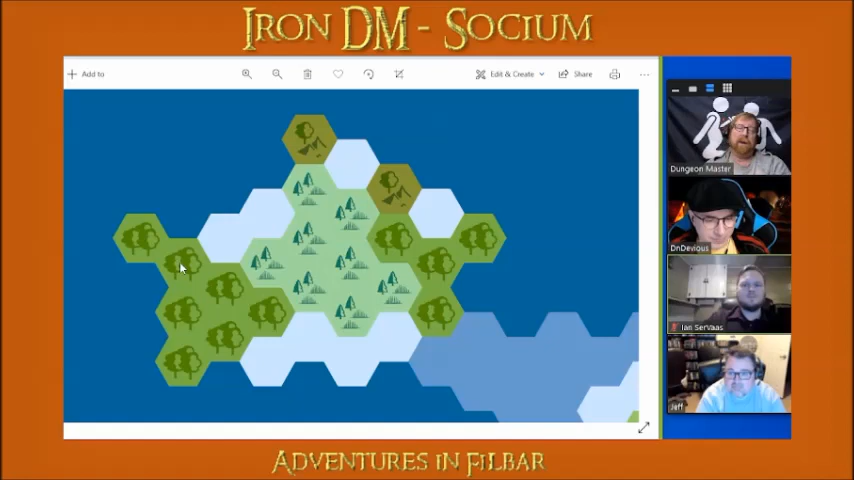 IRON DM - SOCIUM
Add to
Edit & Create
Share
Dungeon Master
DnDevious
Ian SerVaas
Jeff
ADVENTURES IN FILBAR